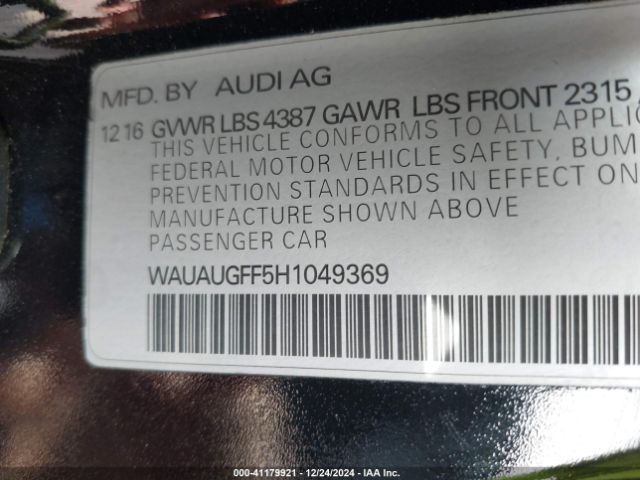 MFD. BY AUDI AG
12 16 GVWR LBS 4387 GAWR LBS FRONT 2315
THIS VEHICLE CONFORMS TO ALL APPLIC
FEDERAL MOTOR VEHICLE SAFETY, BUM
PREVENTION STANDARDS IN EFFECT ON
MANUFACTURE SHOWN ABOVE
PASSENGER CAR
WAUAUGFF5H1049369
000-41179921 - 12/24/2024 - IAA Inc.